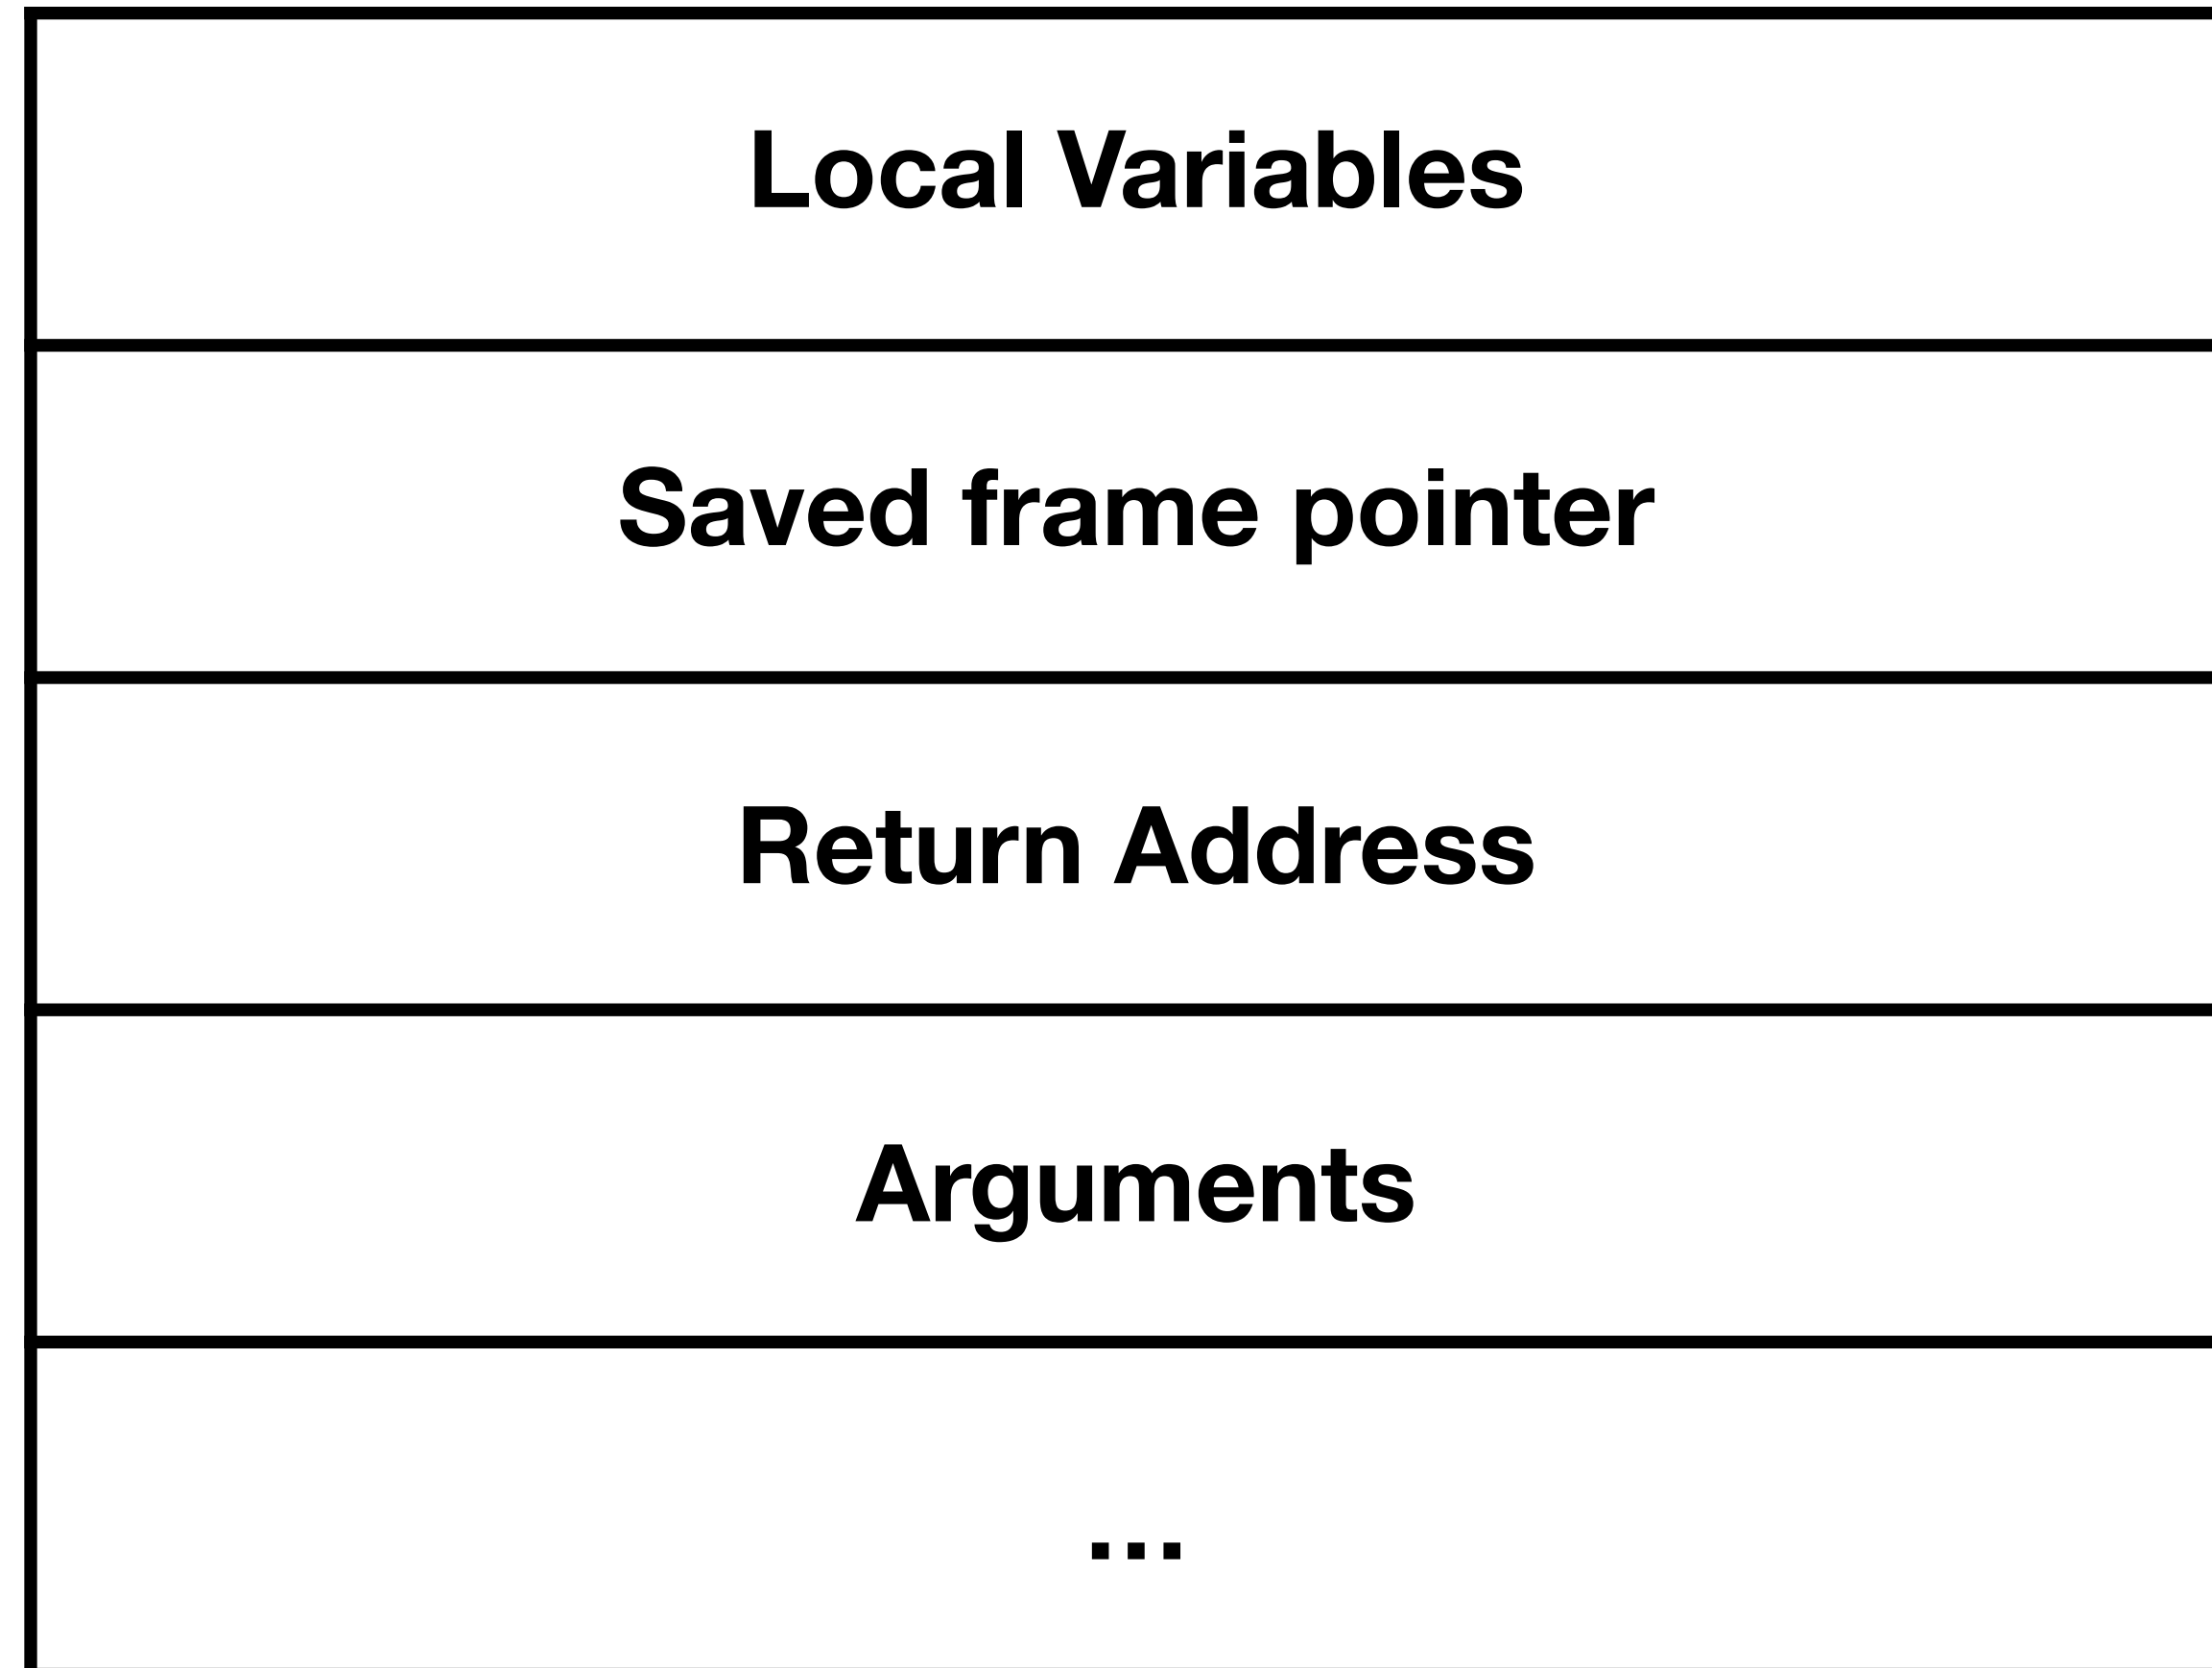 Local Variables
Saved frame pointer
Return Address
Arguments
...